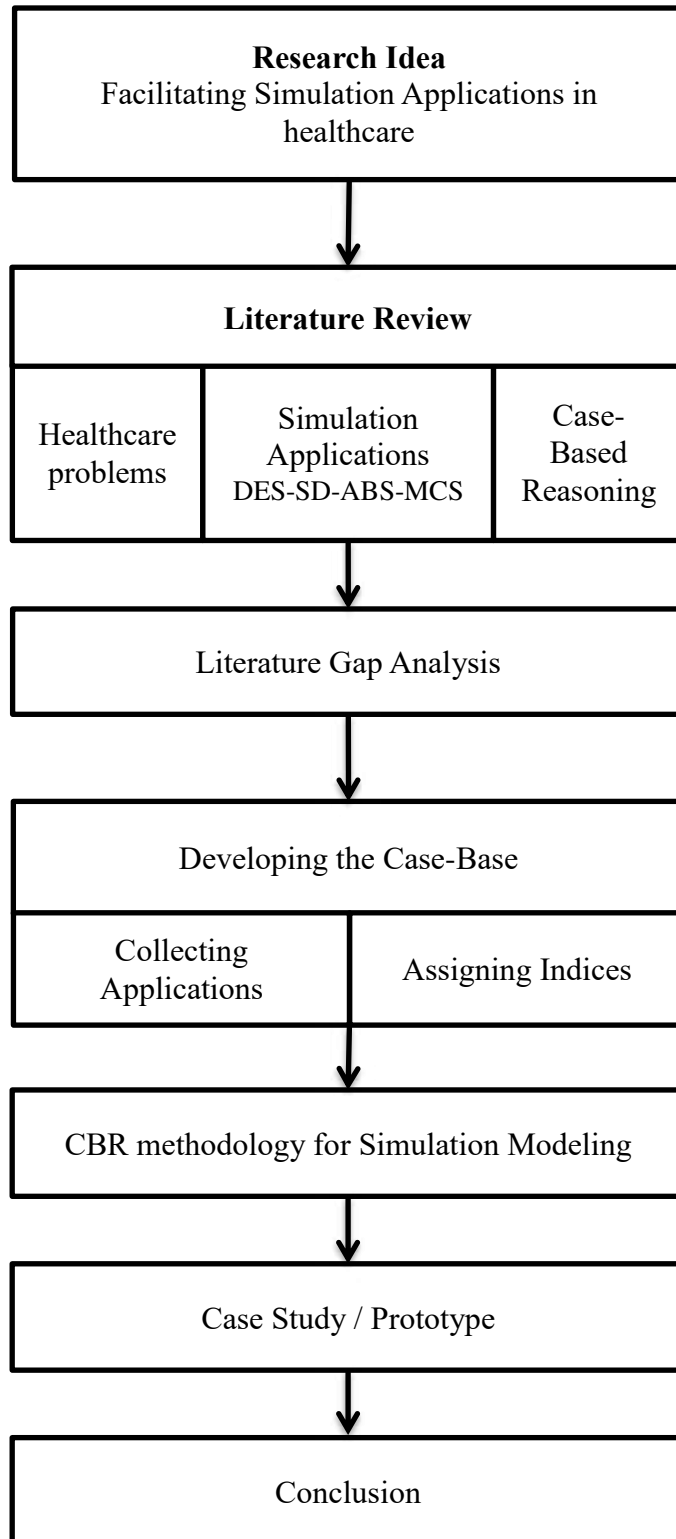 Research Idea
Facilitating Simulation Applications in
healthcare
Literature Review
Healthcare
problems
Simulation
Applications
DES-SD-ABS-MCS
Case-
Based
Reasoning
Literature Gap Analysis
Developing the Case-Base
Collecting
Applications
Assigning Indices
CBR methodology for Simulation Modeling
Case Study / Prototype
Conclusion